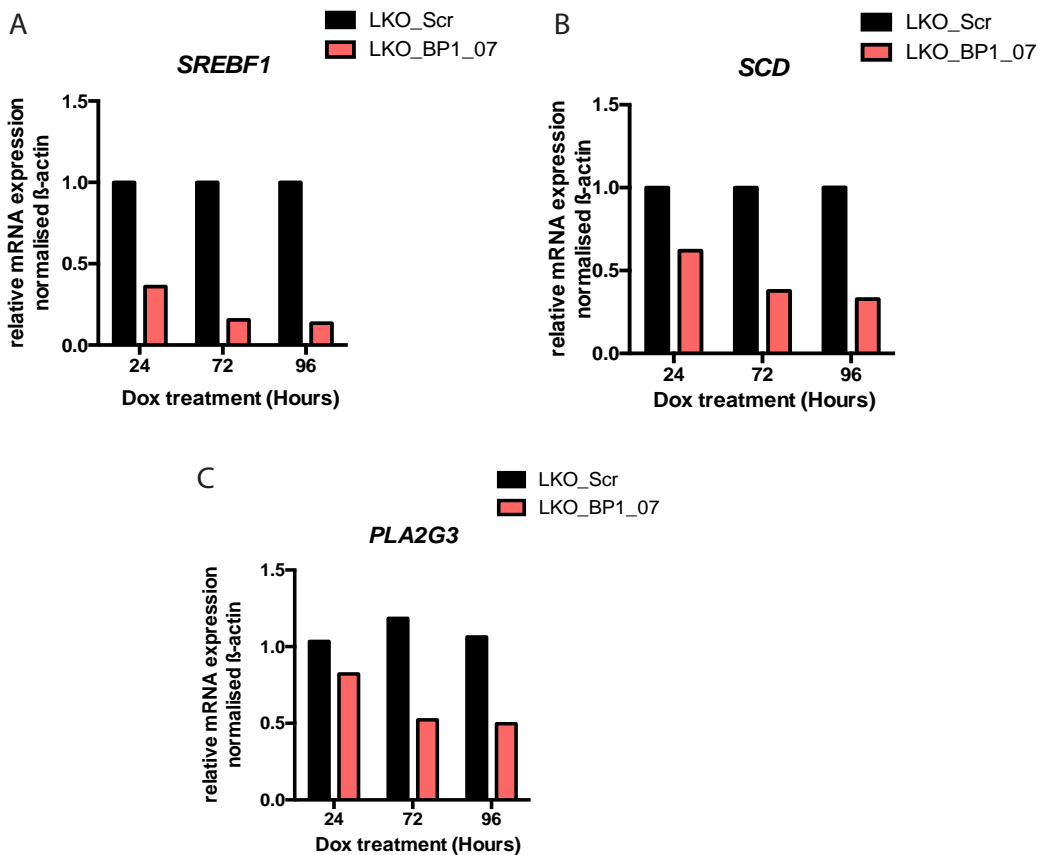 A
LKO_Scr
LKO_BP1_07
SREBF1
relative mRNA expression
normalised ß-actin
1.5
1.0
0.5
0.0
24 72 96
Dox treatment (Hours)
B
LKO_Scr
LKO_BP1_07
SCD
relative mRNA expression
normalised ß-actin
1.5
1.0
0.5
0.0
24 72 96
Dox treatment (Hours)
C
LKO_Scr
LKO_BP1_07
PLA2G3
relative mRNA expression
normalised ß-actin
1.5
1.0
0.5
0.0
24 72 96
Dox treatment (Hours)